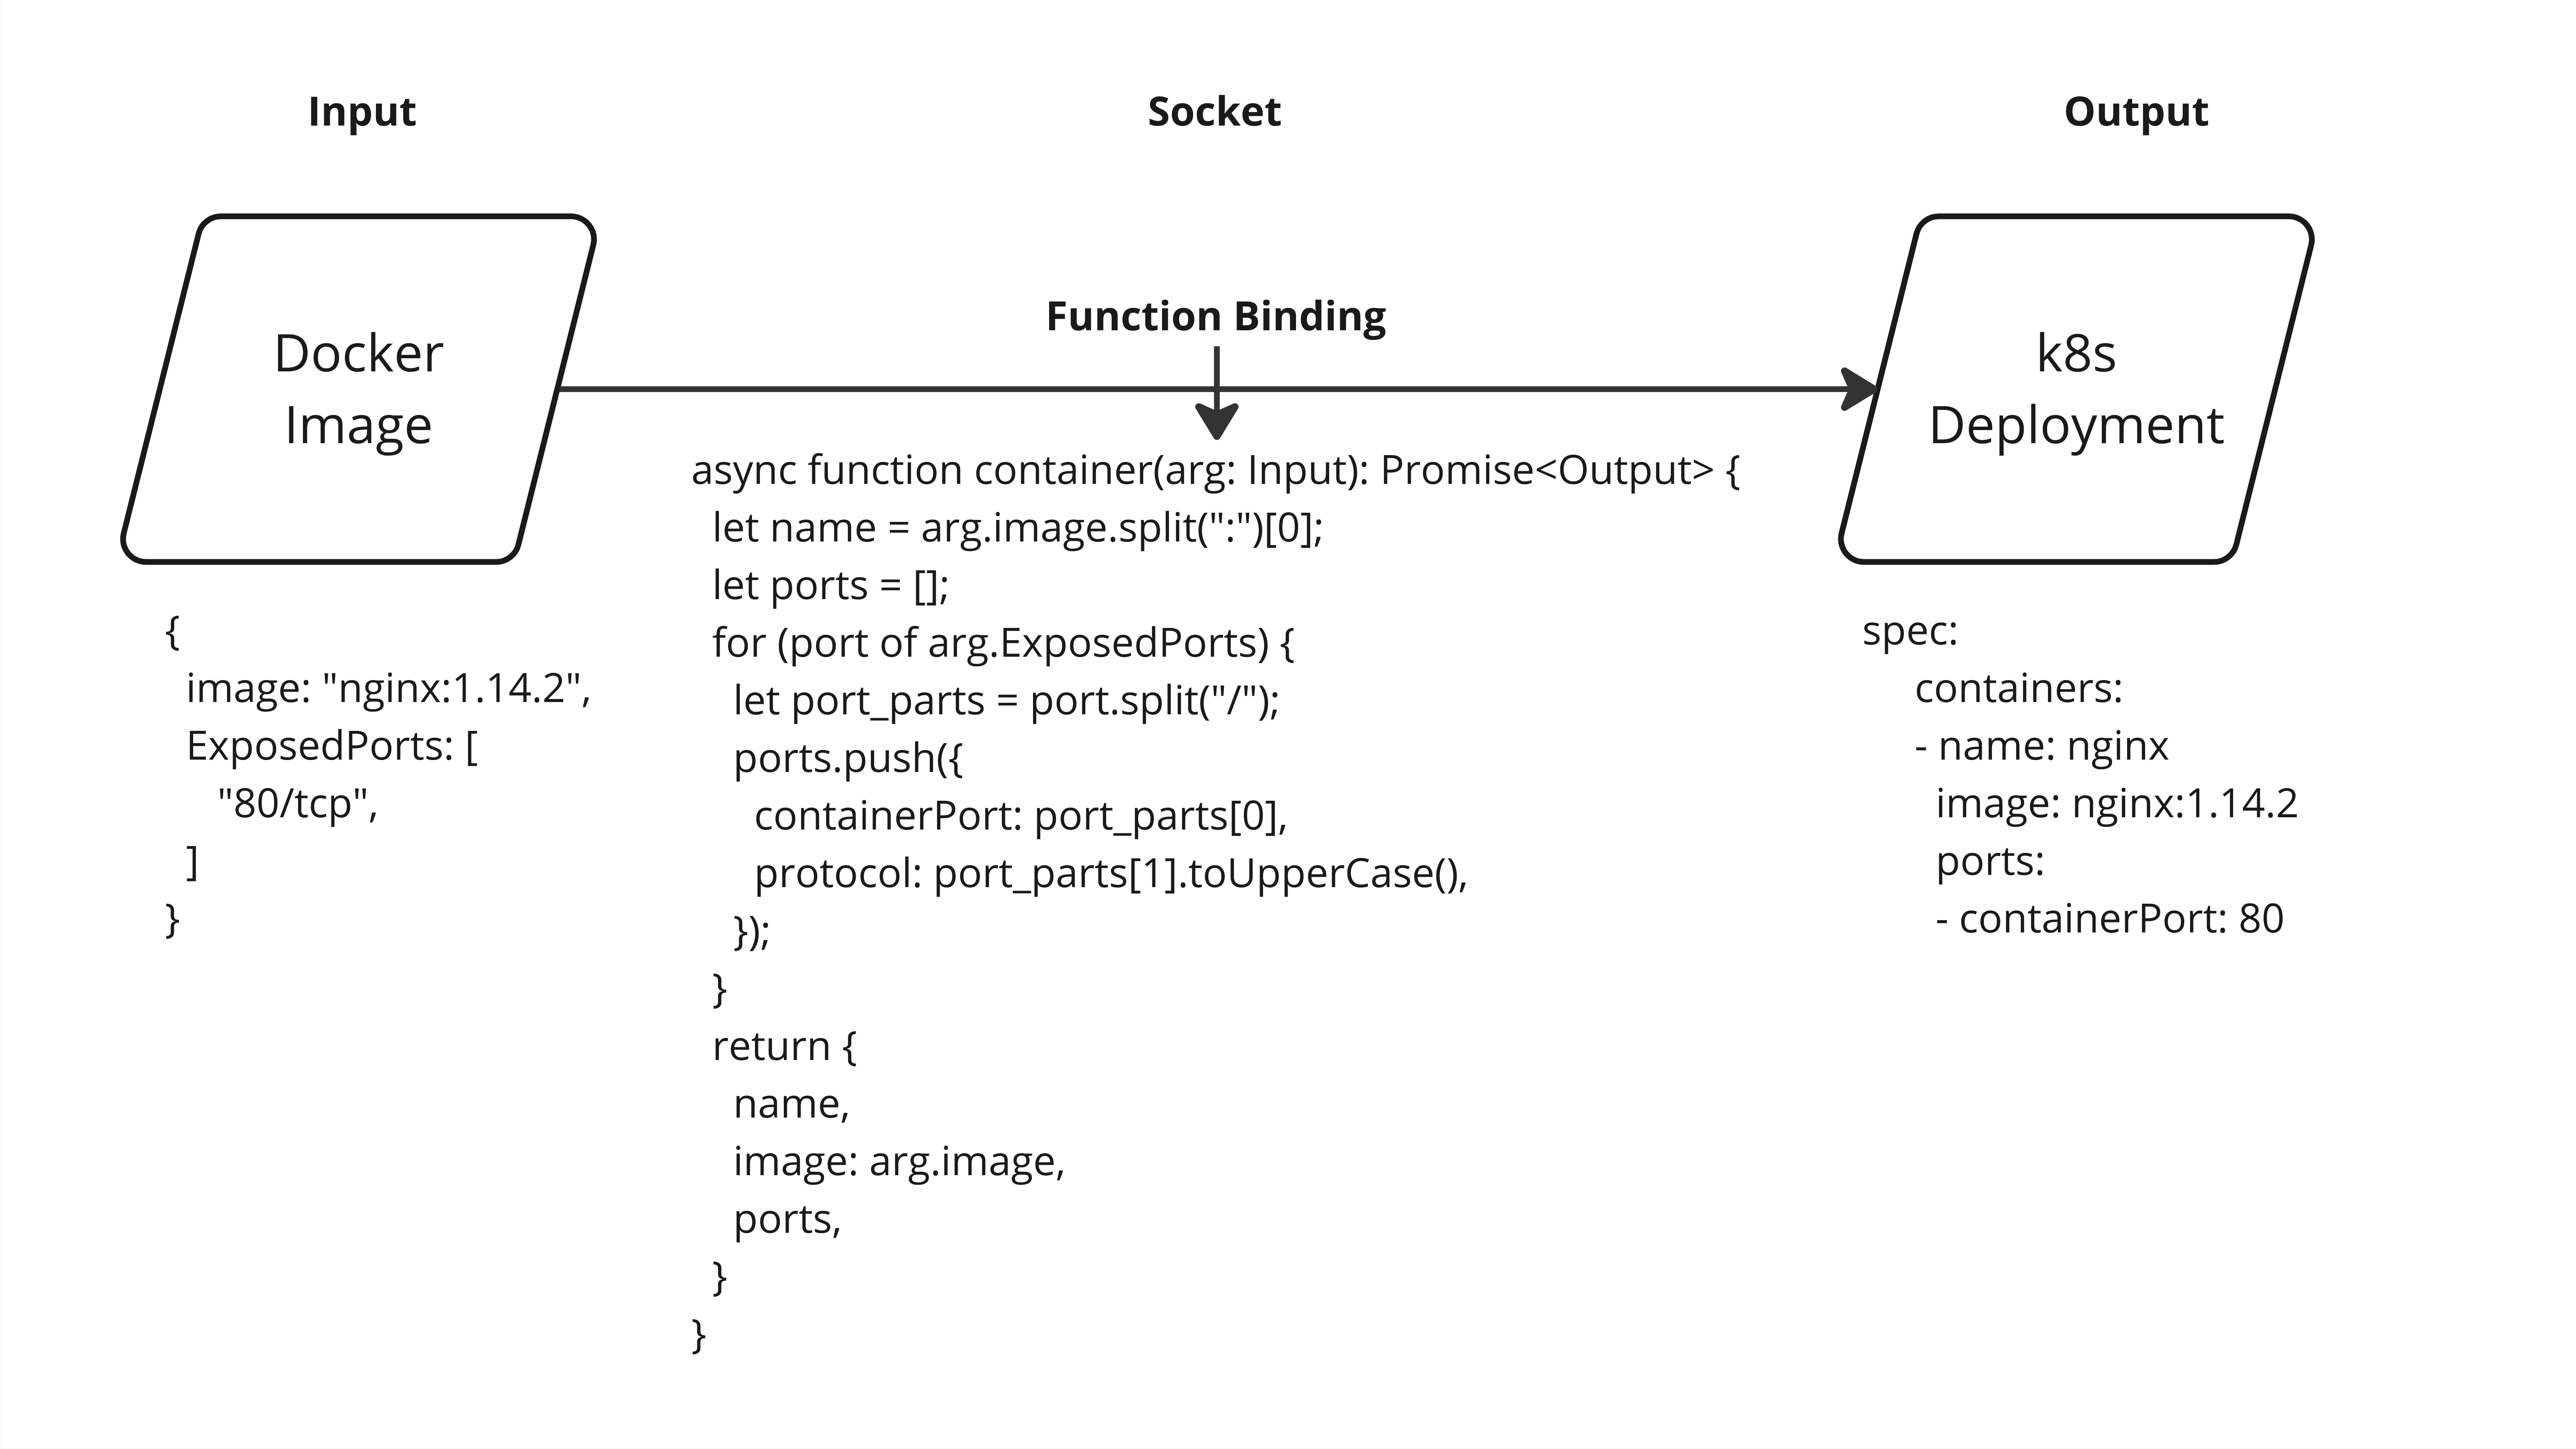 Input
Socket
Output
Docker
Image
Function Binding
k8s
Deployment
{
  image: "nginx:1.14.2",
  ExposedPorts: [
     "80/tcp",
  ]
}
async function container(arg: Input): Promise<Output> {
  let name = arg.image.split(":")[0];
  let ports = [];
  for (port of arg.ExposedPorts) {
    let port_parts = port.split("/");
    ports.push({
      containerPort: port_parts[0],
      protocol: port_parts[1].toUpperCase(),
    });
  }
  return {
    name,
    image: arg.image,
    ports,
  }
}
spec:
     containers:
     - name: nginx
       image: nginx:1.14.2
       ports:
       - containerPort: 80